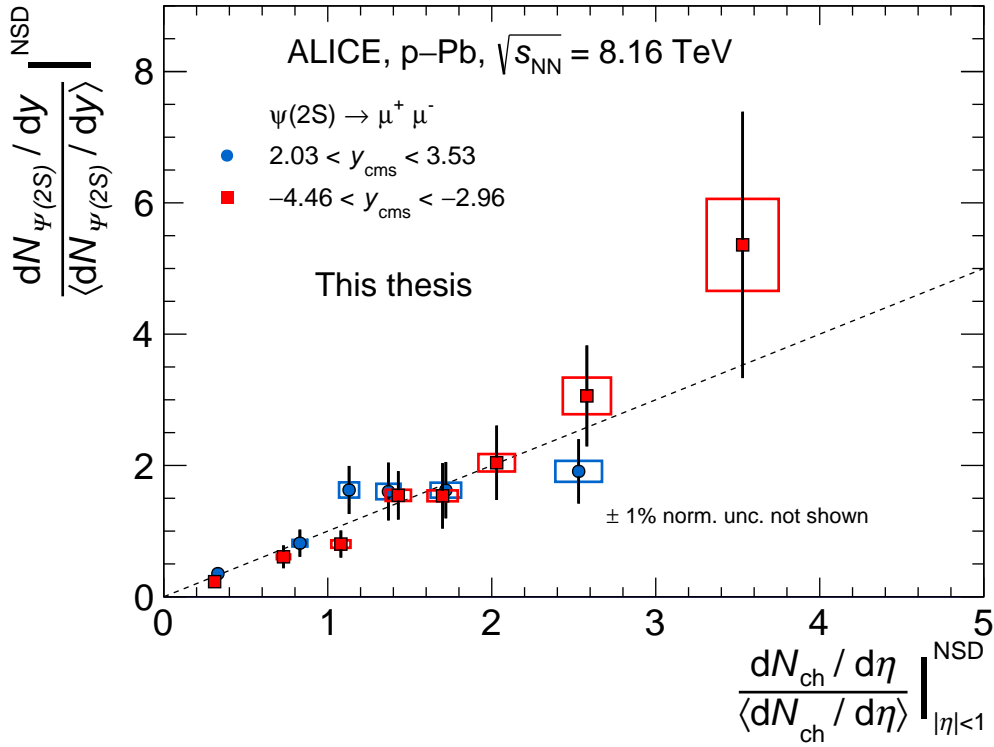 ALICE, p–Pb, √s_NN = 8.16 TeV
ψ(2S) → μ⁺ μ⁻
2.03 < y_cms < 3.53
−4.46 < y_cms < −2.96
This thesis
± 1% norm. unc. not shown
dN_Ψ(2S) / dy
⟨dN_Ψ(2S) / dy⟩
NSD
8
6
4
2
0
0 1 2 3 4 5
dN_ch / dη
⟨dN_ch / dη⟩
NSD
|η|<1